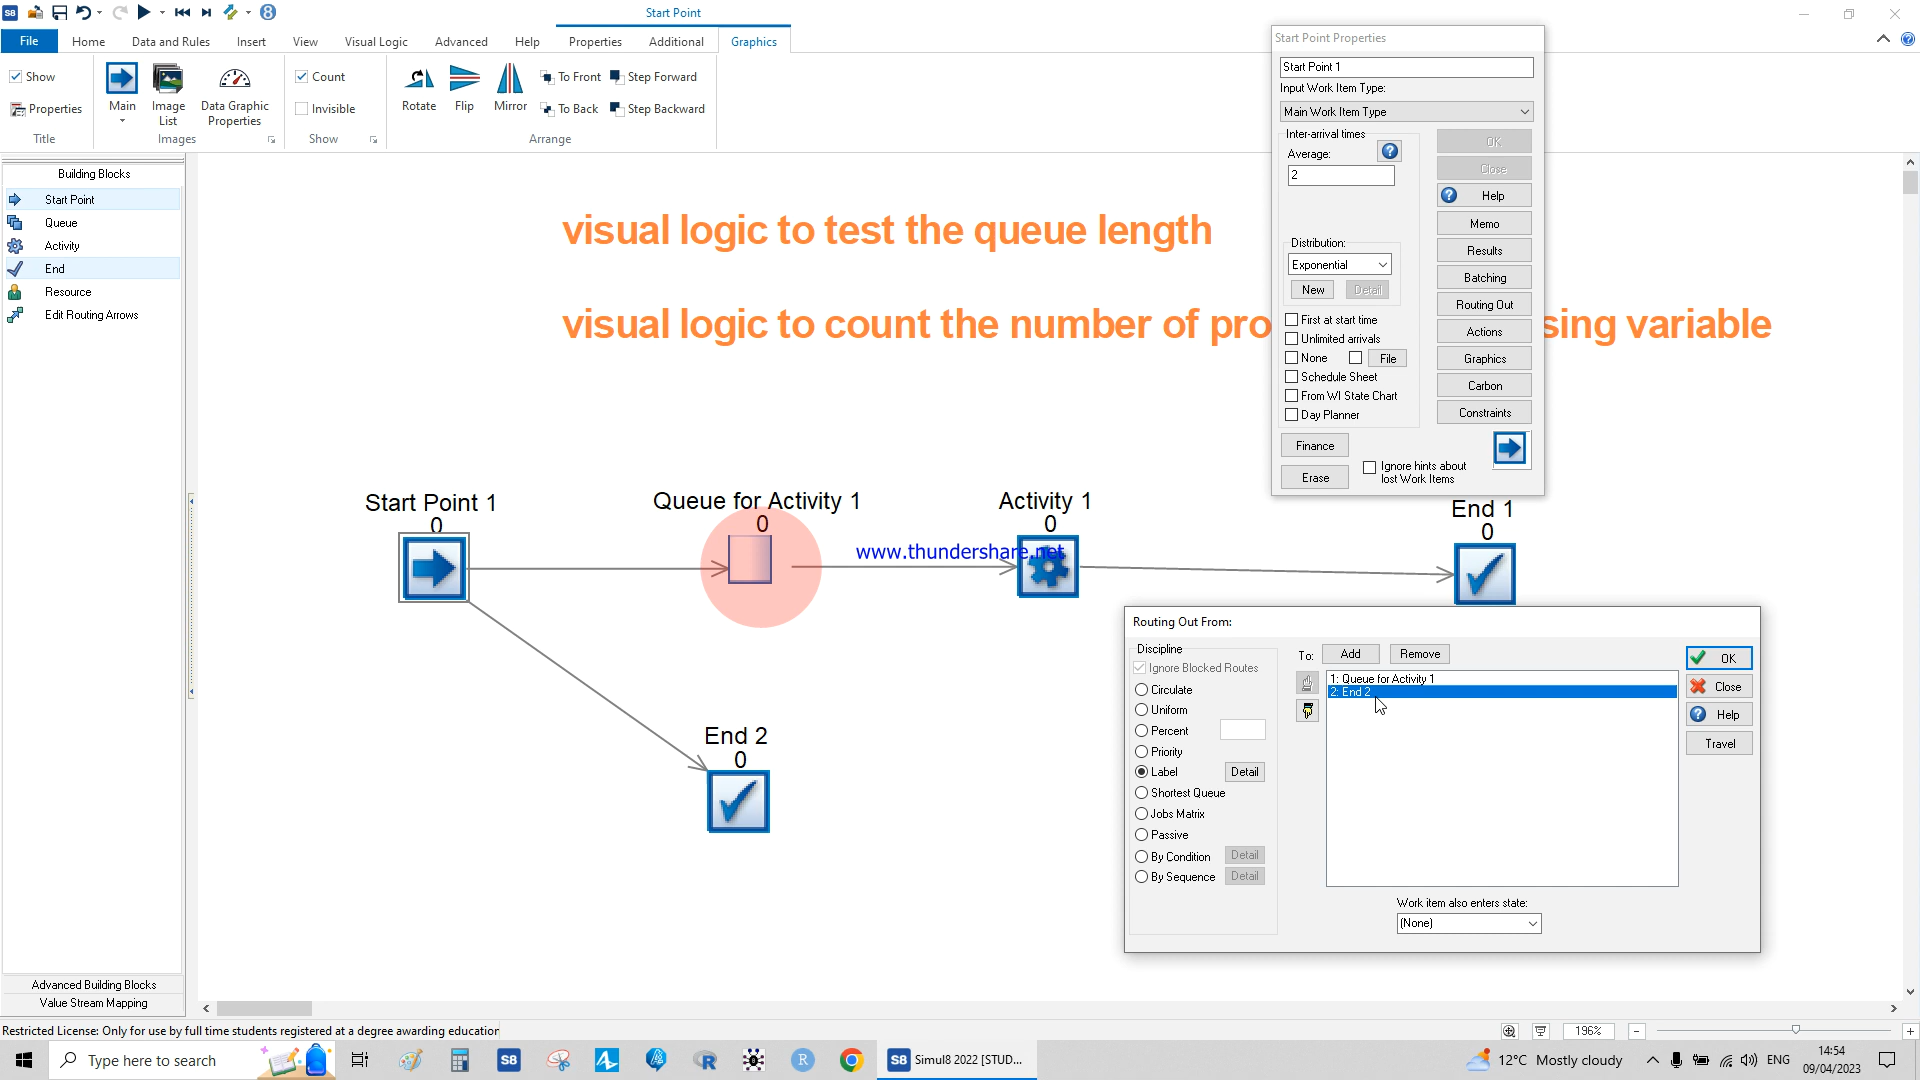 Start Point
File
Home
Data and Rules
Insert
View
Visual Logic
Advanced
Help
Properties
Additional
Graphics
Show
Properties
Title
Main
Image List
Data Graphic Properties
Images
Count
Invisible
Show
Rotate
Flip
Mirror
To Front
Step Forward
To Back
Step Backward
Arrange
Building Blocks
Start Point
Queue
Activity
End
Resource
Edit Routing Arrows
Advanced Building Blocks
Value Stream Mapping
visual logic to test the queue length
visual logic to count the number of pro
sing variable
Start Point Properties
Start Point 1
Input Work Item Type:
Main Work Item Type
Inter-arrival times
Average:
2
Distribution:
Exponential
New
Detail
First at start time
Unlimited arrivals
None
File
Schedule Sheet
From WI State Chart
Day Planner
Finance
Erase
OK
Close
Help
Memo
Results
Batching
Routing Out
Actions
Graphics
Carbon
Constraints
Ignore hints about
lost Work Items
Start Point 1
0
Queue for Activity 1
0
Activity 1
0
End 1
0
www.thundershare.net
End 2
0
Routing Out From:
Discipline
Ignore Blocked Routes
Circulate
Uniform
Percent
Priority
Label
Detail
Shortest Queue
Jobs Matrix
Passive
By Condition
Detail
By Sequence
Detail
To:
Add
Remove
1: Queue for Activity 1
2: End 2
OK
Close
Help
Travel
Work item also enters state:
(None)
Restricted License: Only for use by full time students registered at a degree awarding education
196%
Type here to search
Simul8 2022 [STUD...
12°C Mostly cloudy
ENG
14:54
09/04/2023